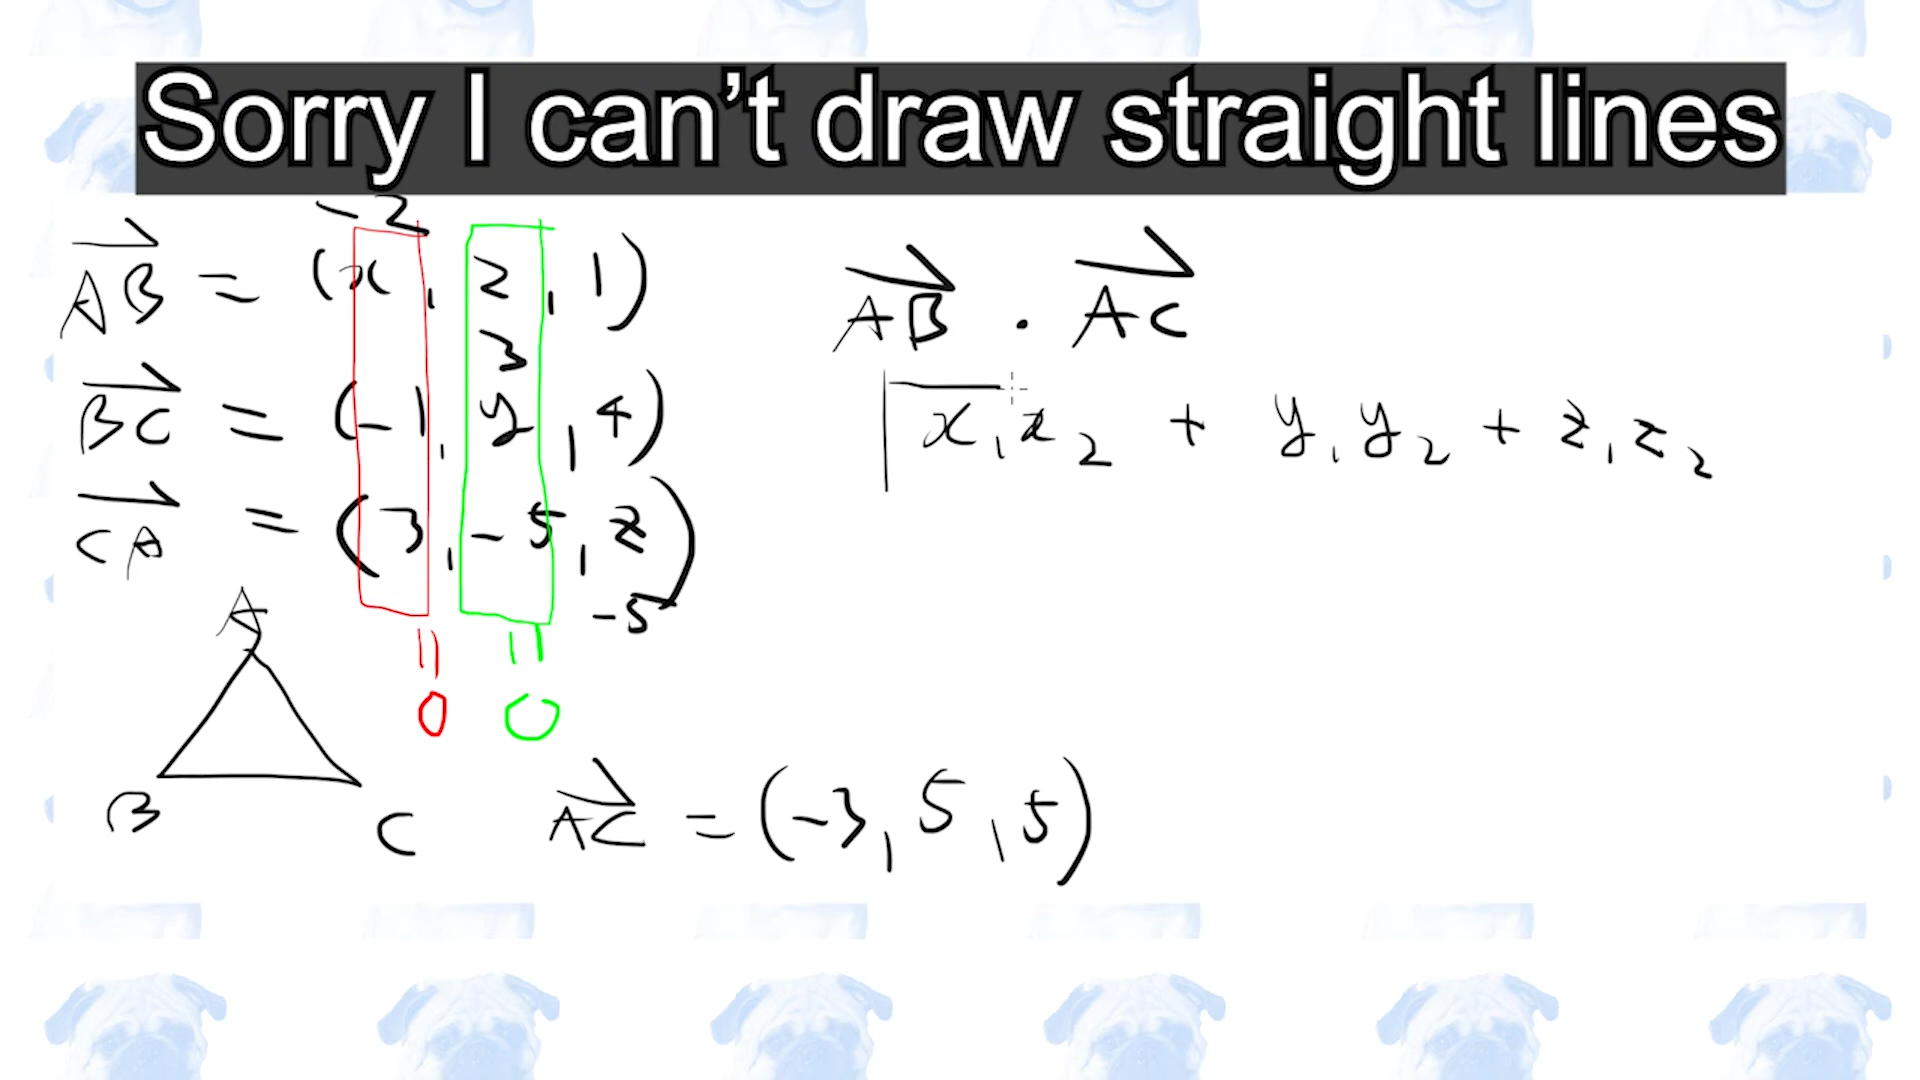 Sorry I can't draw straight lines
-2
AB = (x, 2, 1)
3
BC = (-1, y, 4)
CA = (3, -5, z)
-5
A
B
C
0
0
AC = (-3, 5, 5)
AB · AC
x₁x₂ + y₁y₂ + z₁z₂